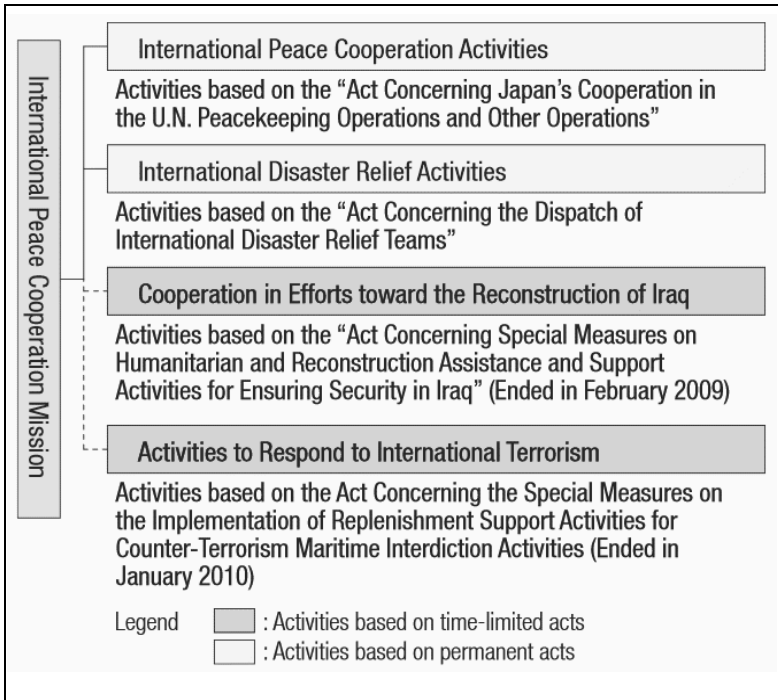 International Peace Cooperation Mission
International Peace Cooperation Activities
Activities based on the “Act Concerning Japan’s Cooperation in
the U.N. Peacekeeping Operations and Other Operations”
International Disaster Relief Activities
Activities based on the “Act Concerning the Dispatch of
International Disaster Relief Teams”
Cooperation in Efforts toward the Reconstruction of Iraq
Activities based on the “Act Concerning Special Measures on
Humanitarian and Reconstruction Assistance and Support
Activities for Ensuring Security in Iraq” (Ended in February 2009)
Activities to Respond to International Terrorism
Activities based on the Act Concerning the Special Measures on
the Implementation of Replenishment Support Activities for
Counter-Terrorism Maritime Interdiction Activities (Ended in
January 2010)
Legend : Activities based on time-limited acts
: Activities based on permanent acts